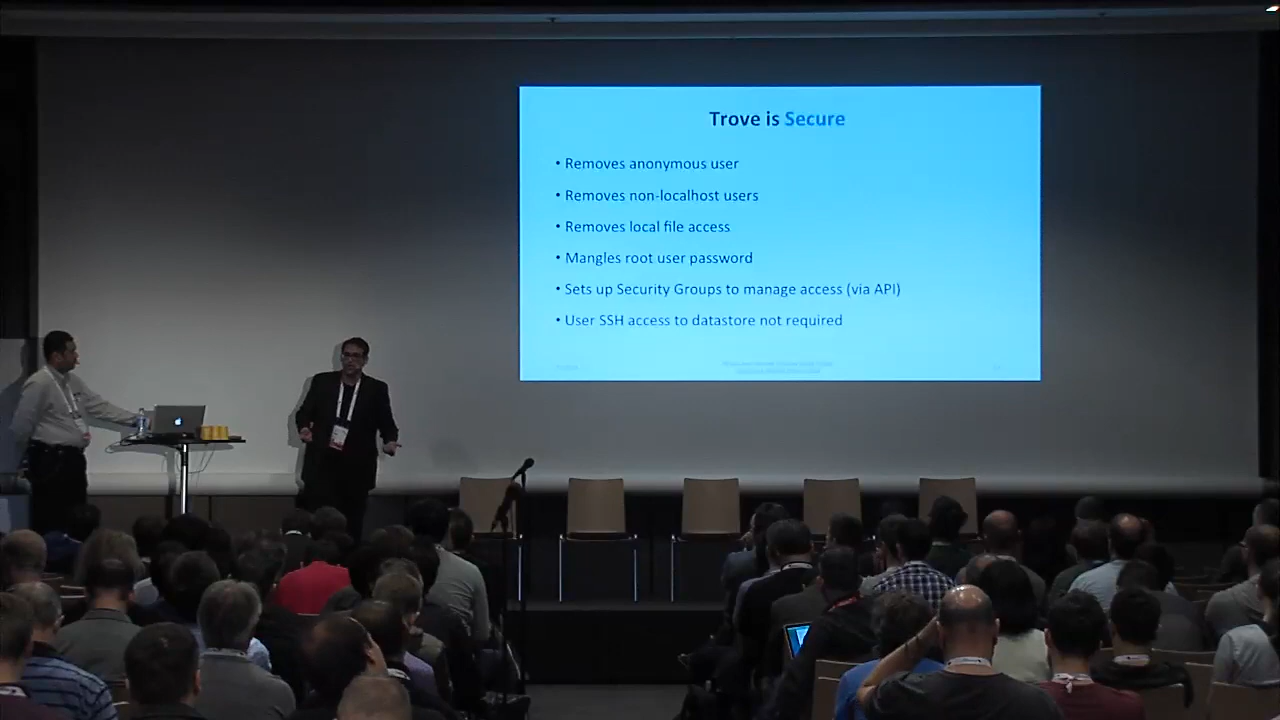 Trove is Secure
• Removes anonymous user
• Removes non-localhost users
• Removes local file access
• Mangles root user password
• Sets up Security Groups to manage access (via API)
• User SSH access to datastore not required